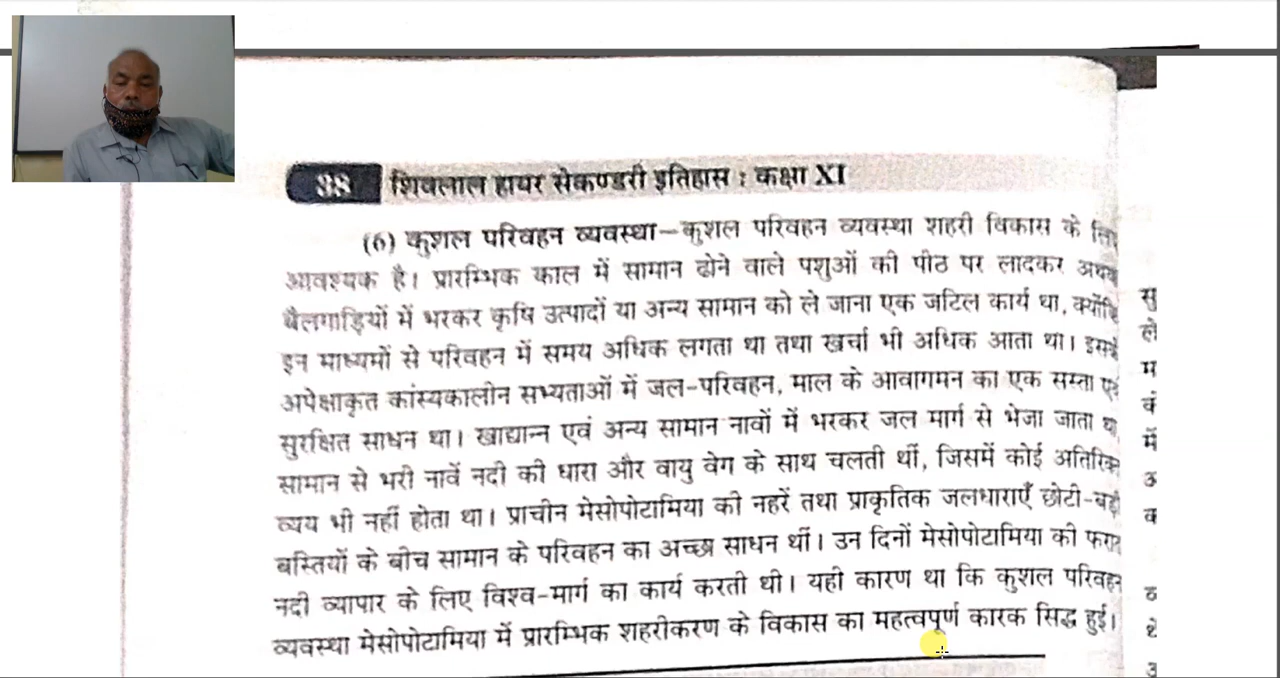 88 शिवलाल हायर सेकण्डरी इतिहास : कक्षा XI
(6) कुशल परिवहन व्यवस्था—कुशल परिवहन व्यवस्था शहरी विकास के
आवश्यक है। प्रारम्भिक काल में सामान ढोने वाले पशुओं की पीठ पर लादकर
बैलगाड़ियों में भरकर कृषि उत्पादों या अन्य सामान को ले जाना एक जटिल कार्य था,
इन माध्यमों से परिवहन में समय अधिक लगता था तथा खर्चा भी अधिक आता था।
अपेक्षाकृत कांस्यकालीन सभ्यताओं में जल-परिवहन, माल के आवागमन का एक सस्ता
सुरक्षित साधन था। खाद्यान्न एवं अन्य सामान नावों में भरकर जल मार्ग से भेजा जाता
सामान से भरी नावें नदी की धारा और वायु वेग के साथ चलती थीं, जिसमें कोई
व्यय भी नहीं होता था। प्राचीन मेसोपोटामिया की नहरें तथा प्राकृतिक जलधाराएँ
बस्तियों के बीच सामान के परिवहन का अच्छा साधन थीं। उन दिनों मेसोपोटामिया की
नदी व्यापार के लिए विश्व-मार्ग का कार्य करती थी। यही कारण था कि कुशल परिवहन
व्यवस्था मेसोपोटामिया में प्रारम्भिक शहरीकरण के विकास का महत्वपूर्ण कारक सिद्ध हुई।